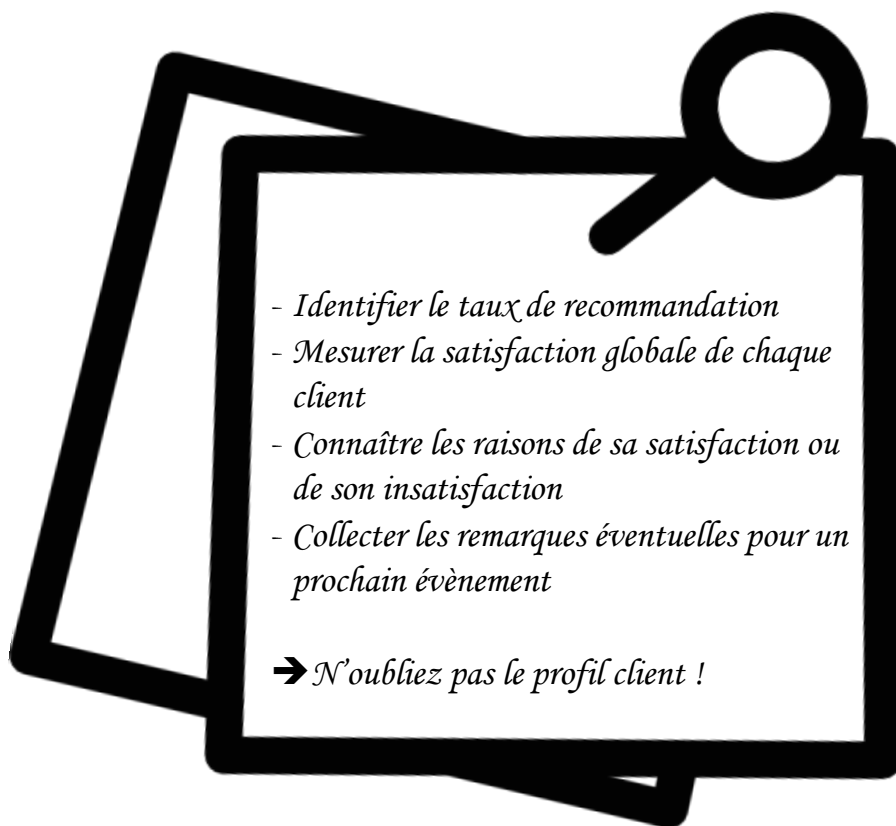 - Identifier le taux de recommandation
- Mesurer la satisfaction globale de chaque
client
- Connaître les raisons de sa satisfaction ou
de son insatisfaction
- Collecter les remarques éventuelles pour un
prochain évènement
➔ N'oubliez pas le profil client !